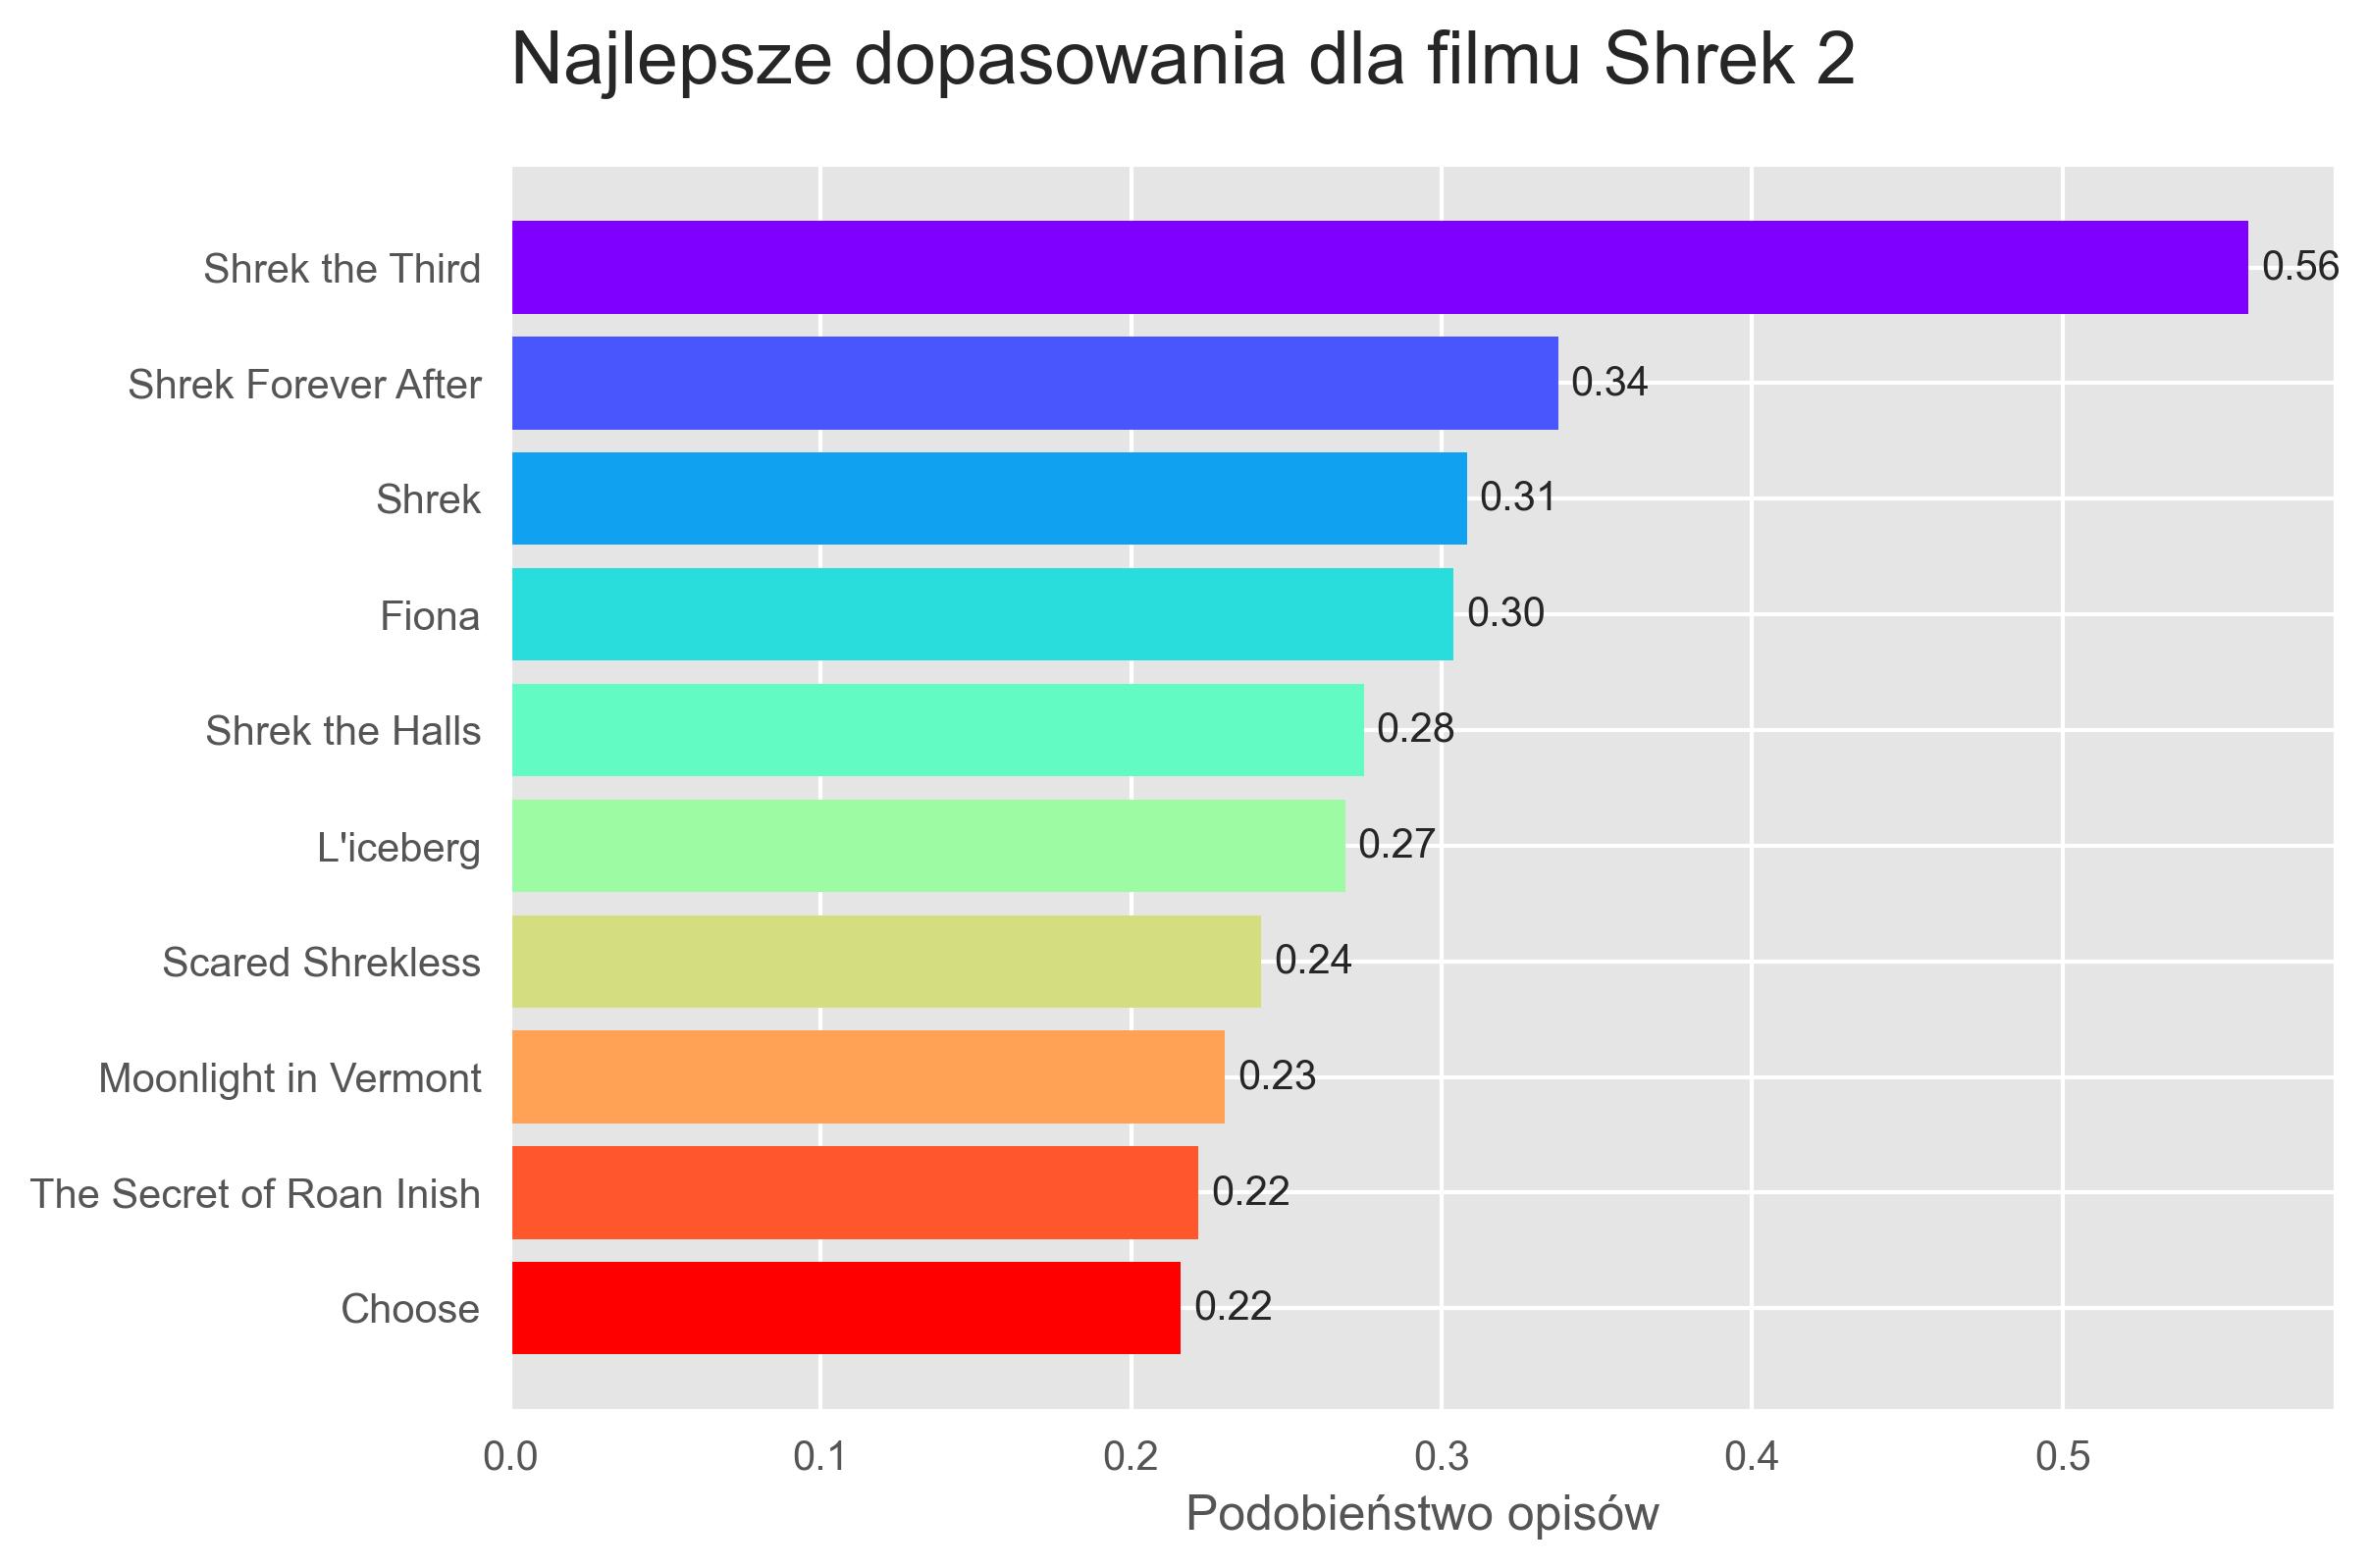 Najlepsze dopasowania dla filmu Shrek 2
Shrek the Third 0.56
Shrek Forever After 0.34
Shrek 0.31
Fiona 0.30
Shrek the Halls 0.28
L'iceberg 0.27
Scared Shrekless 0.24
Moonlight in Vermont 0.23
The Secret of Roan Inish 0.22
Choose 0.22
0.0 0.1 0.2 0.3 0.4 0.5
Podobieństwo opisów